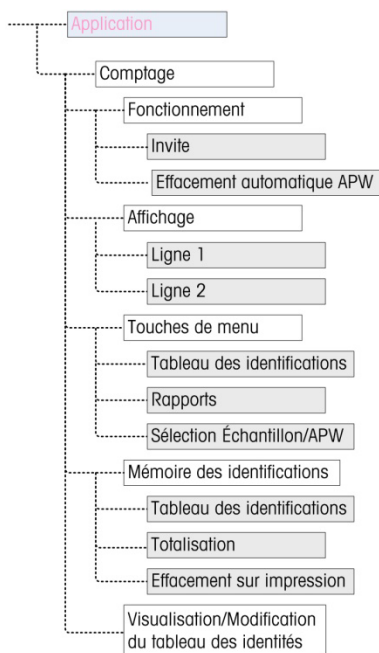 Application
Comptage
Fonctionnement
Invite
Effacement automatique APW
Affichage
Ligne 1
Ligne 2
Touches de menu
Tableau des identifications
Rapports
Sélection Échantillon/APW
Mémoire des identifications
Tableau des identifications
Totalisation
Effacement sur impression
Visualisation/Modification
du tableau des identités